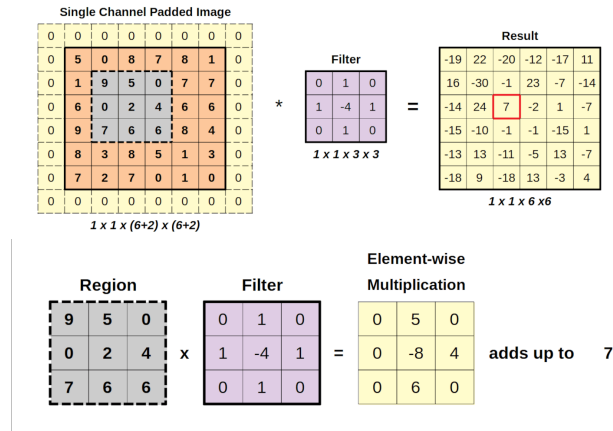 Single Channel Padded Image
0 0 0 0 0 0 0 0
0 5 0 8 7 8 1 0
0 1 9 5 0 7 7 0
0 6 0 2 4 6 6 0
0 9 7 6 6 8 4 0
0 8 3 8 5 1 3 0
0 7 2 7 0 1 0 0
0 0 0 0 0 0 0 0
1 x 1 x (6+2) x (6+2)
*
Filter
0 1 0
1 -4 1
0 1 0
1 x 1 x 3 x 3
=
Result
-19 22 -20 -12 -17 11
16 -30 -1 23 -7 -14
-14 24 7 -2 1 -7
-15 -10 -1 -1 -15 1
-13 13 -11 -5 13 -7
-18 9 -18 13 -3 4
1 x 1 x 6 x6
Region
9 5 0
0 2 4
7 6 6
x
Filter
0 1 0
1 -4 1
0 1 0
=
Element-wise
Multiplication
0 5 0
0 -8 4
0 6 0
adds up to 7